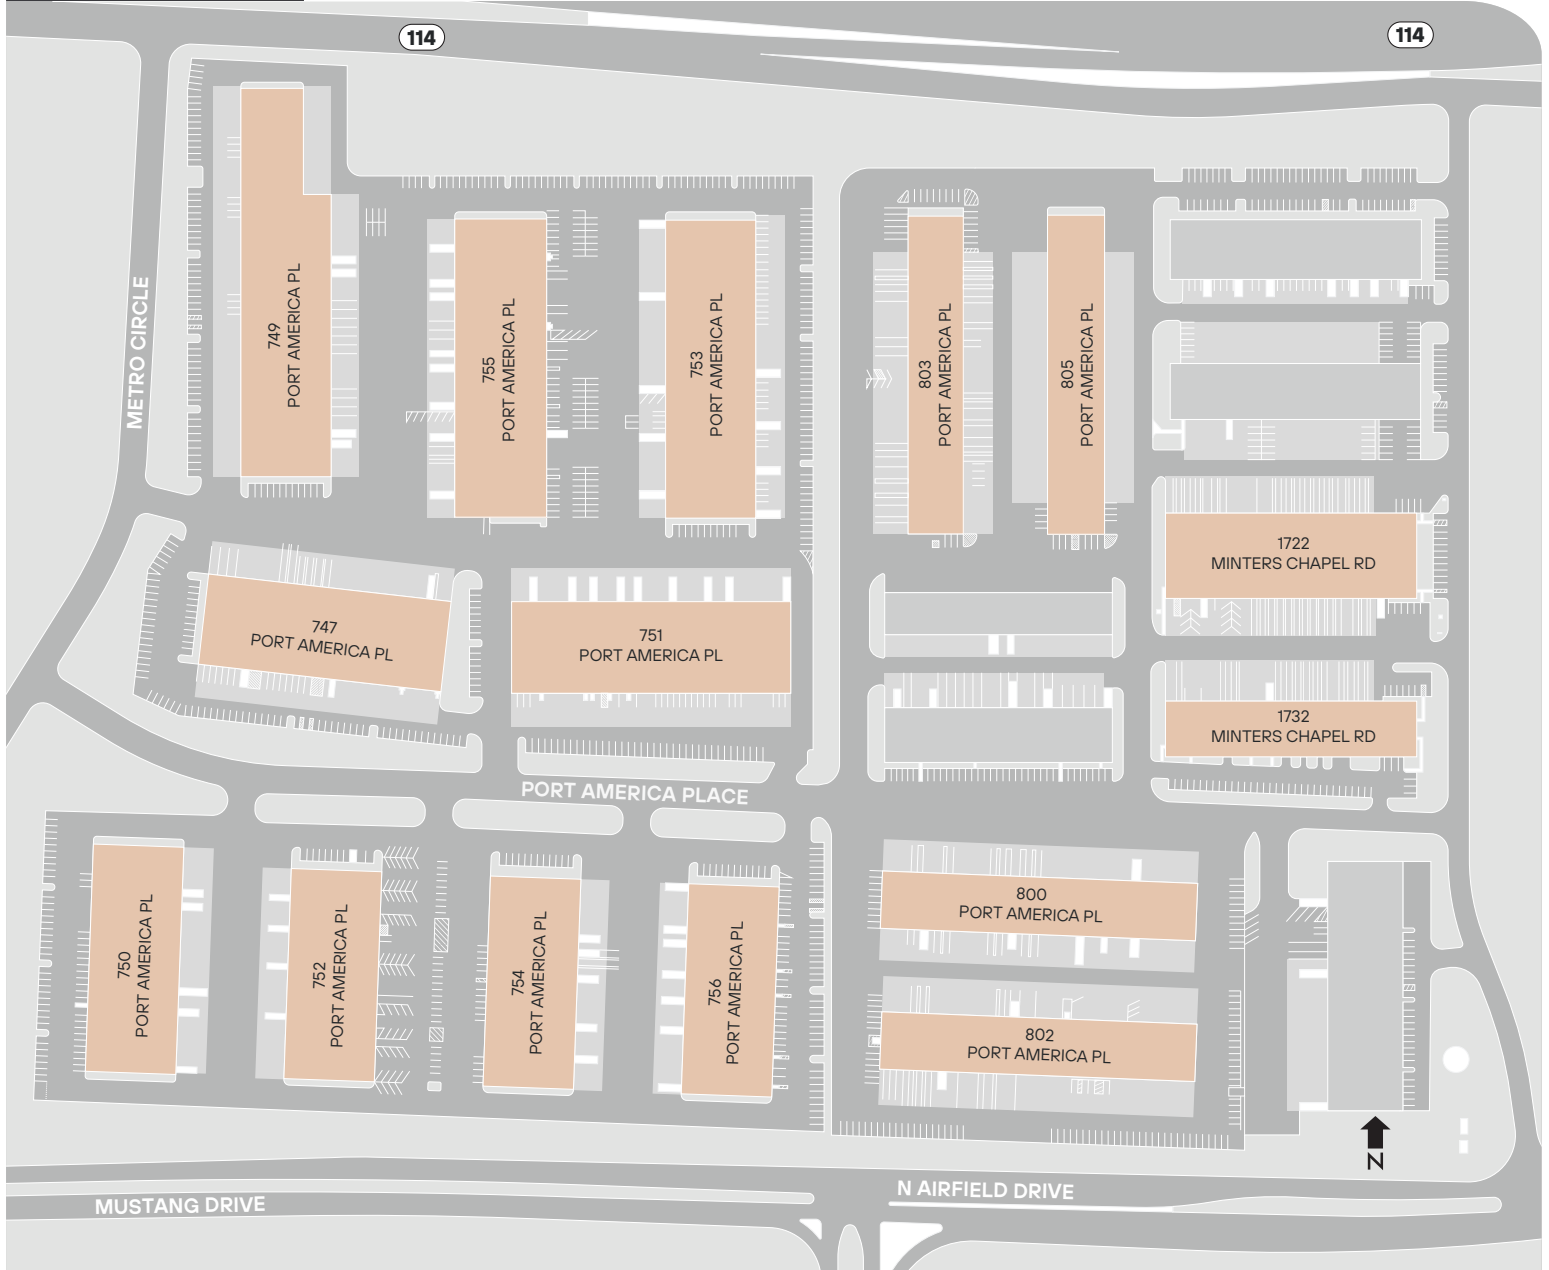 114
114
METRO CIRCLE
749
PORT AMERICA PL
755
PORT AMERICA PL
753
PORT AMERICA PL
803
PORT AMERICA PL
805
PORT AMERICA PL
1722
MINTERS CHAPEL RD
747
PORT AMERICA PL
751
PORT AMERICA PL
1732
MINTERS CHAPEL RD
PORT AMERICA PLACE
750
PORT AMERICA PL
752
PORT AMERICA PL
754
PORT AMERICA PL
756
PORT AMERICA PL
800
PORT AMERICA PL
802
PORT AMERICA PL
N
N AIRFIELD DRIVE
MUSTANG DRIVE